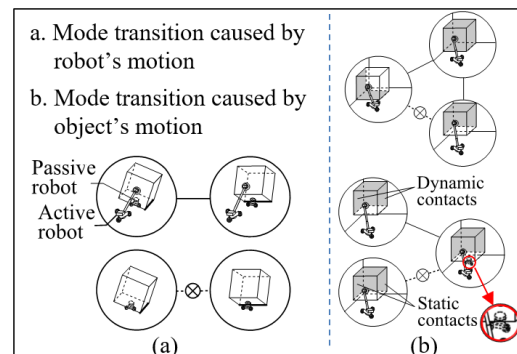 a. Mode transition caused by
robot's motion
b. Mode transition caused by
object's motion
Passive
robot
Active
robot
(a)
Dynamic
contacts
Static
contacts
(b)